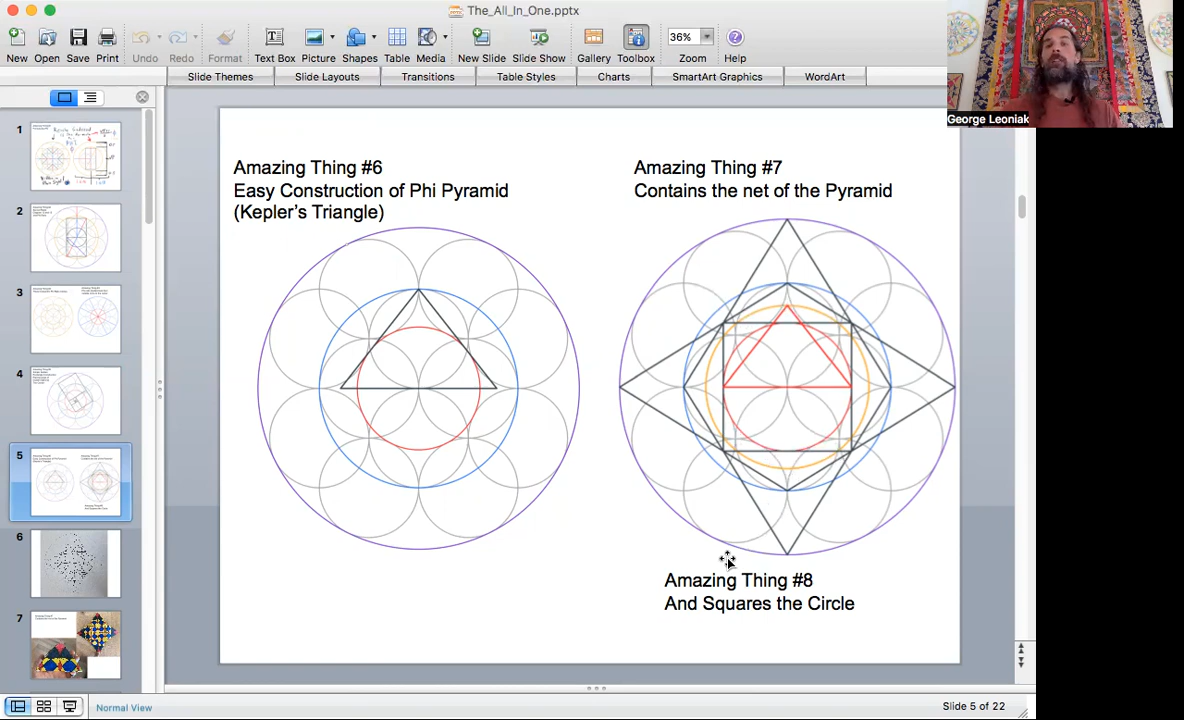 The_All_In_One.pptx
New Open Save Print Undo Redo Format Text Box Picture Shapes Table Media New Slide Slide Show Gallery Toolbox 36% Zoom Help
Slide Themes Slide Layouts Transitions Table Styles Charts SmartArt Graphics WordArt
George Leoniak
1
2
3
4
5
6
7
Amazing Thing #6
Easy Construction of Phi Pyramid
(Kepler's Triangle)
Amazing Thing #7
Contains the net of the Pyramid
Amazing Thing #8
And Squares the Circle
Normal View
Slide 5 of 22